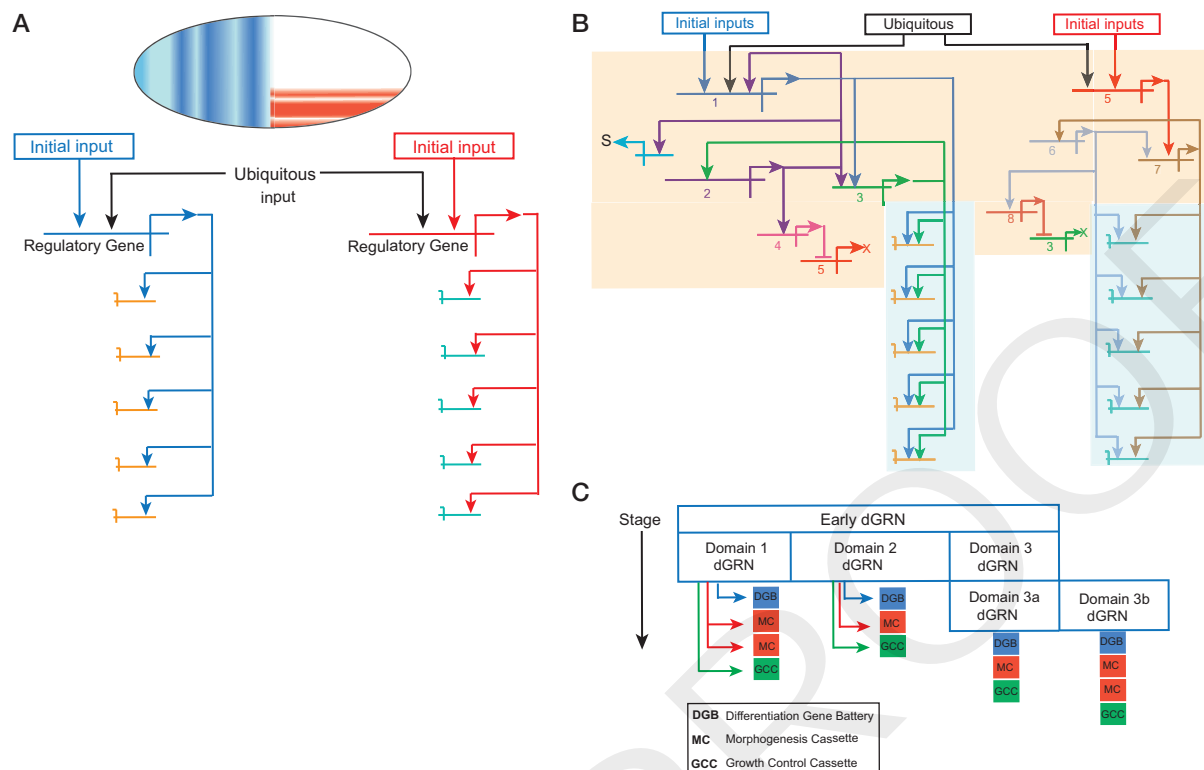 A
Initial input
Initial input
Ubiquitous
input
Regulatory Gene
Regulatory Gene
B
Initial inputs
Ubiquitous
Initial inputs
1
5
S
6
7
2
3
8
4
3
X
5
X
C
Stage
Early dGRN
Domain 1
dGRN
Domain 2
dGRN
Domain 3
dGRN
Domain 3a
dGRN
Domain 3b
dGRN
DGB
MC
MC
GCC
DGB
MC
GCC
DGB
MC
GCC
DGB
MC
MC
GCC
DGB Differentiation Gene Battery
MC Morphogenesis Cassette
GCC Growth Control Cassette